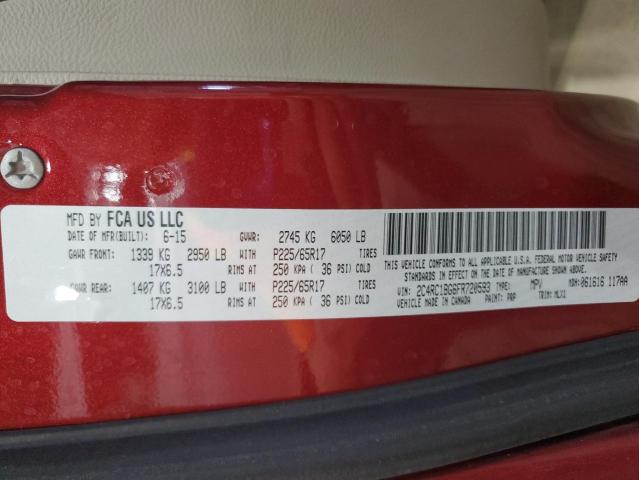 MFD BY FCA US LLC
DATE OF MFR(BUILT): 6-15 GVWR: 2745 KG 6050 LB
GAWR FRONT: 1339 KG 2950 LB WITH P225/65R17 TIRES
17X6.5 RIMS AT 250 KPA ( 36 PSI) COLD
GAWR REAR: 1407 KG 3100 LB WITH P225/65R17 TIRES
17X6.5 RIMS AT 250 KPA ( 36 PSI) COLD
THIS VEHICLE CONFORMS TO ALL APPLICABLE U.S.A. FEDERAL MOTOR VEHICLE SAFETY
STANDARDS IN EFFECT ON THE DATE OF MANUFACTURE SHOWN ABOVE.
VIN: 2C4RC1BG6FR720593 TYPE: MPV MDH: 061616 117AA
VEHICLE MADE IN CANADA PAINT: PRP TRIM: MLX1